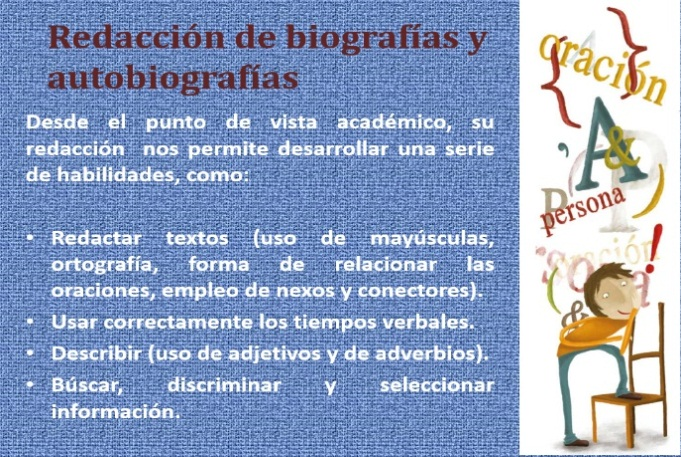 Redacción de biografías y
autobiografías
Desde el punto de vista académico, su
redacción nos permite desarrollar una serie
de habilidades, como:
• Redactar textos (uso de mayúsculas,
ortografía, forma de relacionar las
oraciones, empleo de nexos y conectores).
• Usar correctamente los tiempos verbales.
• Describir (uso de adjetivos y de adverbios).
• Búscar, discriminar y seleccionar
información.
{oración}
'A&
P
persona
oración!
(&